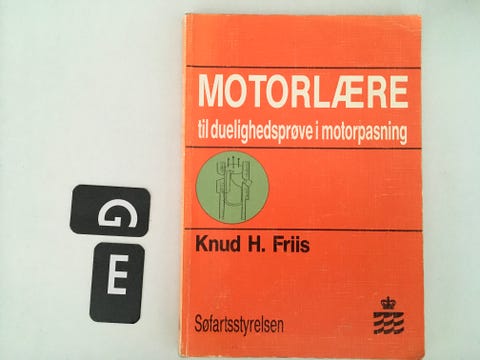 MOTORLÆRE
til duelighedsprøve i motorpasning
Knud H. Friis
Søfartsstyrelsen
G
E